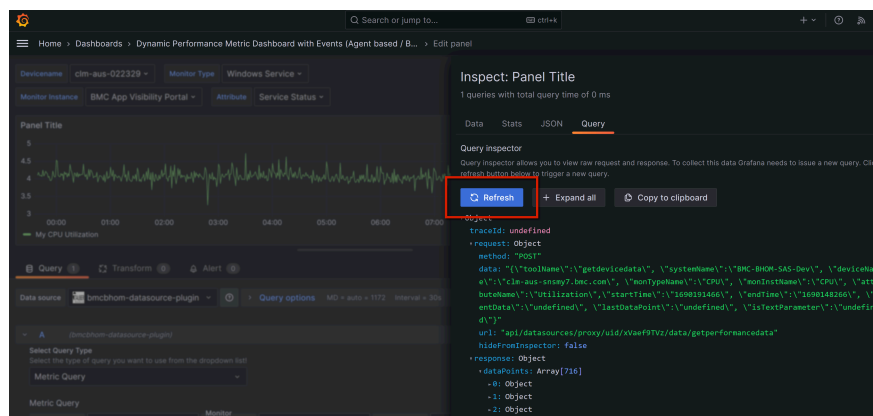 Search or jump to...
ctrl+k
Home › Dashboards › Dynamic Performance Metric Dashboard with Events (Agent based / B... › Edit panel
Devicename clm-aus-022329 Monitor Type Windows Service
Monitor Instance BMC App Visibility Portal Attribute Service Status
Panel Title
5
4.5
4
3.5
3
00:00 01:00 02:00 03:00 04:00 05:00 06:00 07:00
My CPU Utilization
Query 1 Transform 0 Alert 0
Data source bmcbhom-datasource-plugin Query options MD = auto = 1172 Interval = 30s
A (bmcbhom-datasource-plugin)
Select Query Type
Select the type of query you want to use from the dropdown list!
Metric Query
Metric Query
Monitor
Inspect: Panel Title
1 queries with total query time of 0 ms
Data Stats JSON Query
Query inspector
Query inspector allows you to view raw request and response. To collect this data Grafana needs to issue a new query. Cli
refresh button below to trigger a new query.
Refresh + Expand all Copy to clipboard
Object
traceId: undefined
request: Object
method: "POST"
data: "{\"toolName\":\"getdevicedata\", \"systemName\":\"BMC-BHOM-SAS-Dev\", \"deviceNa
e\":\"clm-aus-snsmy7.bmc.com\", \"monTypeName\":\"CPU\", \"monInstName\":\"CPU\", \"att
buteName\":\"Utilization\",\"startTime\":\"1690191466\", \"endTime\":\"1690148266\", \
entData\":\"undefined\", \"lastDataPoint\":\"undefined\", \"isTextParameter\":\"undefin
d\"}"
url: "api/datasources/proxy/uid/xVaef9TVz/data/getperformancedata"
hideFromInspector: false
response: Object
dataPoints: Array[716]
0: Object
1: Object
2: Object